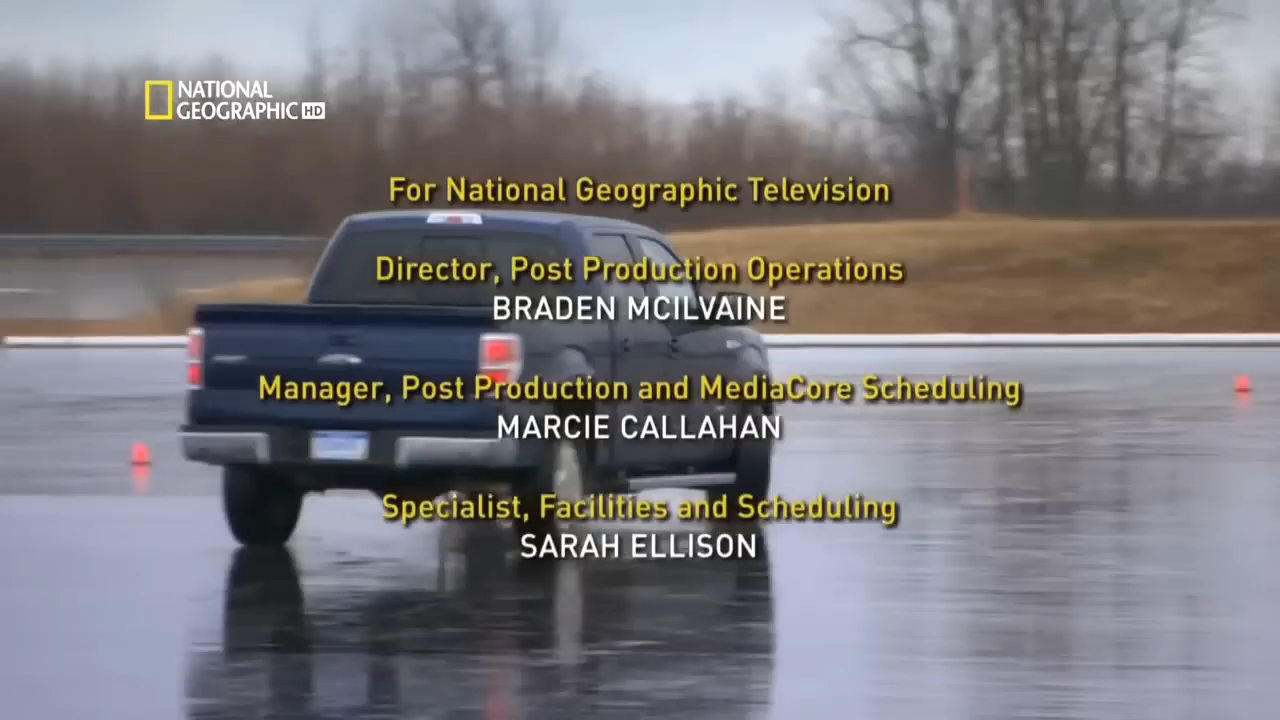 NATIONAL
GEOGRAPHIC HD
For National Geographic Television
Director, Post Production Operations
BRADEN MCILVAINE
Manager, Post Production and MediaCore Scheduling
MARCIE CALLAHAN
Specialist, Facilities and Scheduling
SARAH ELLISON